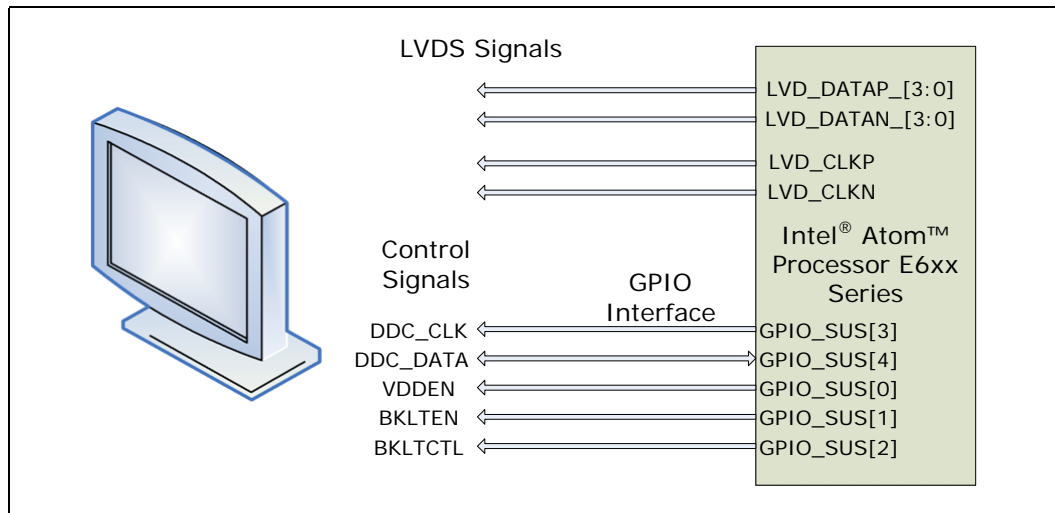 LVDS Signals
LVD_DATAP_[3:0]
LVD_DATAN_[3:0]
LVD_CLKP
LVD_CLKN
Intel® Atom™
Processor E6xx
Series
Control
Signals
GPIO
Interface
DDC_CLK GPIO_SUS[3]
DDC_DATA GPIO_SUS[4]
VDDEN GPIO_SUS[0]
BKLTEN GPIO_SUS[1]
BKLTCTL GPIO_SUS[2]